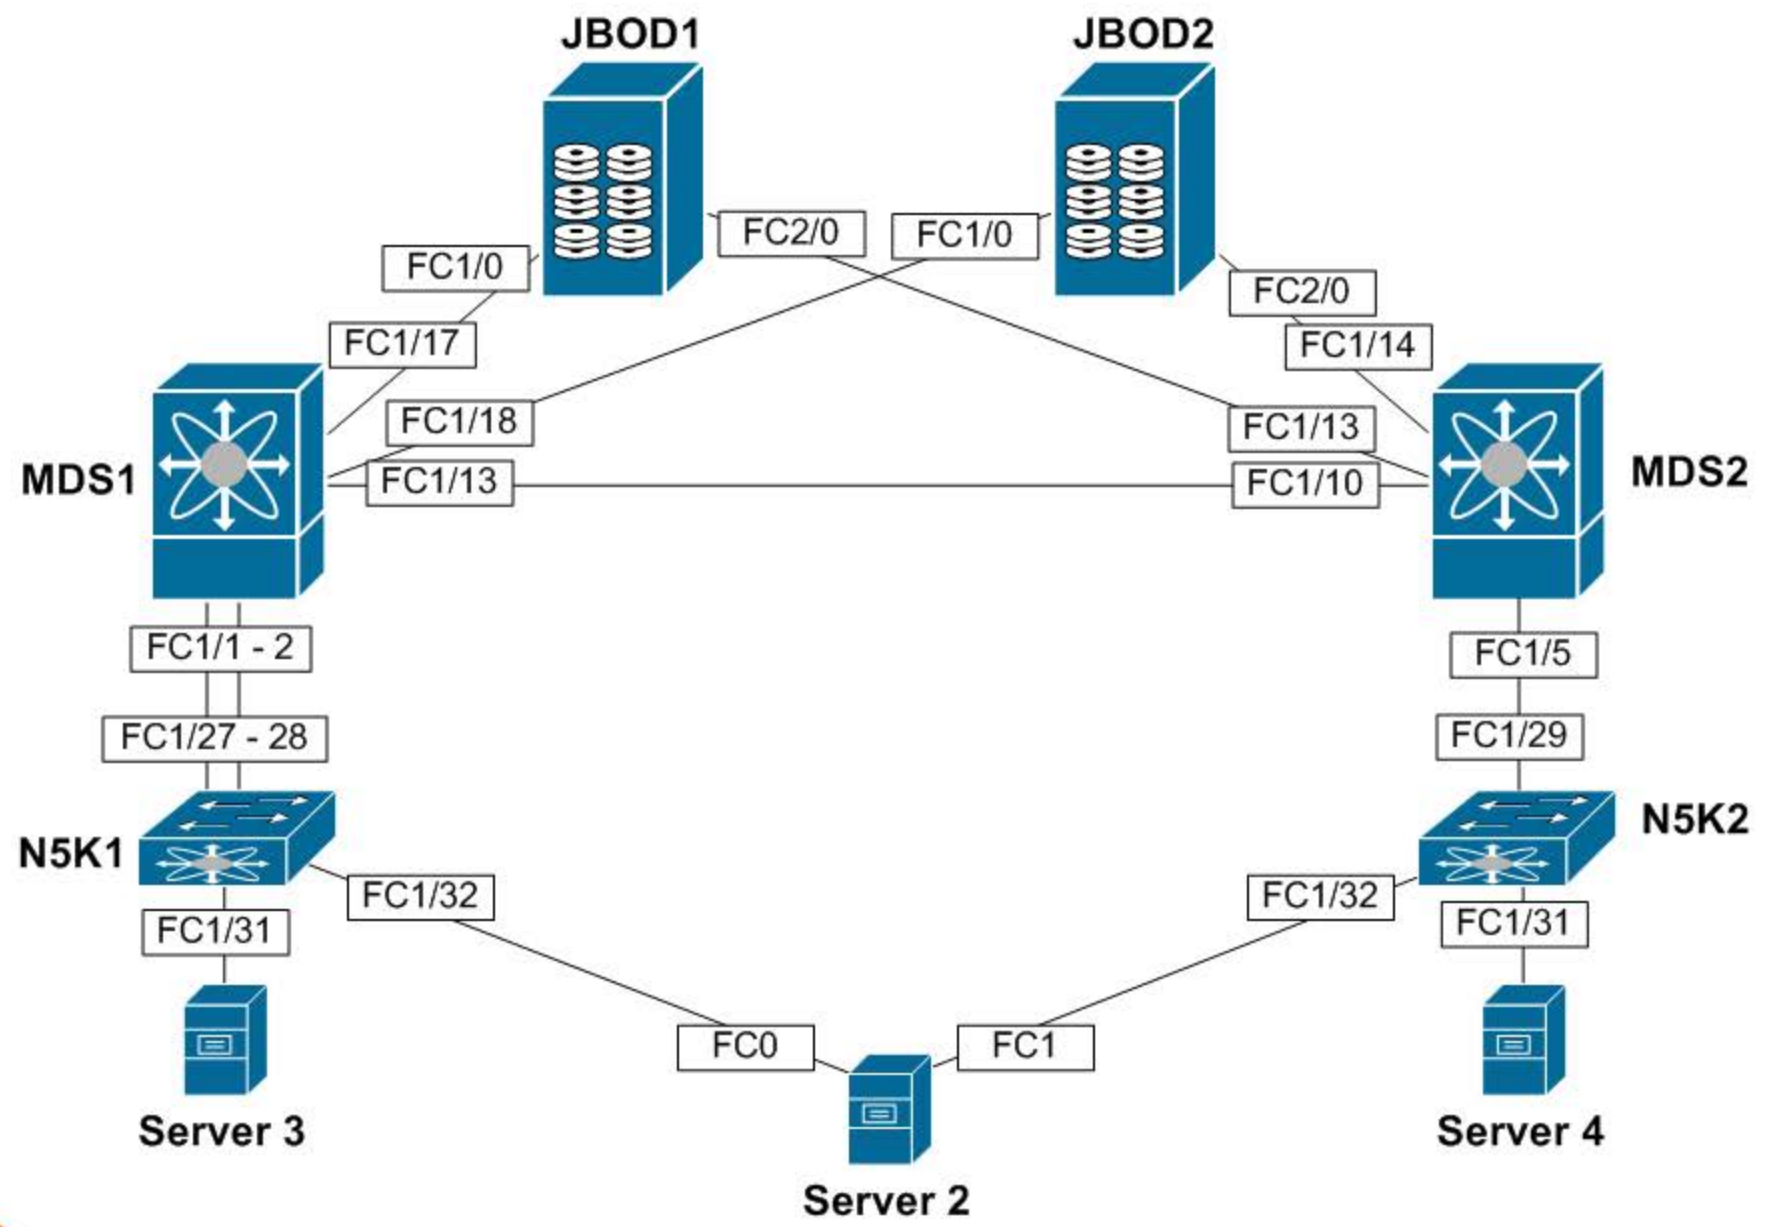 JBOD1
JBOD2
FC2/0
FC1/0
FC1/0
FC2/0
FC1/17
FC1/14
FC1/18
FC1/13
MDS1
FC1/13
FC1/10
MDS2
FC1/1 - 2
FC1/5
FC1/27 - 28
FC1/29
N5K1
N5K2
FC1/32
FC1/32
FC1/31
FC1/31
FC0
FC1
Server 3
Server 4
Server 2